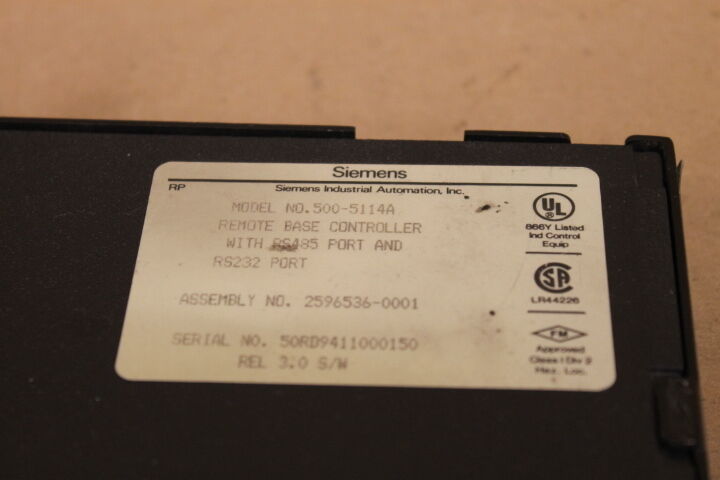 Siemens
RP
Siemens Industrial Automation, Inc.
MODEL NO.500-5114A
REMOTE BASE CONTROLLER
WITH RS485 PORT AND
RS232 PORT
ASSEMBLY NO. 2596536-0001
SERIAL NO. 50RD9411000150
REL 3.0 S/W
UL
866Y Listed
Ind Control
Equip
SA
LR44226
FM
Approved
Class I Div 2
Haz. Loc.